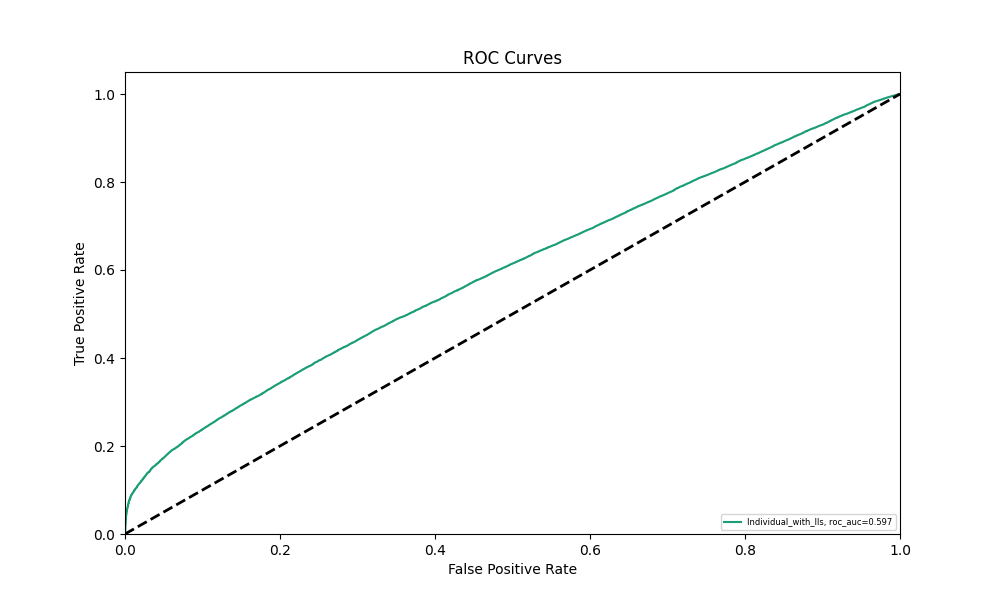 ROC Curves
True Positive Rate
1.0
0.8
0.6
0.4
0.2
0.0
0.0 0.2 0.4 0.6 0.8 1.0
False Positive Rate
Individual_with_lls, roc_auc=0.597